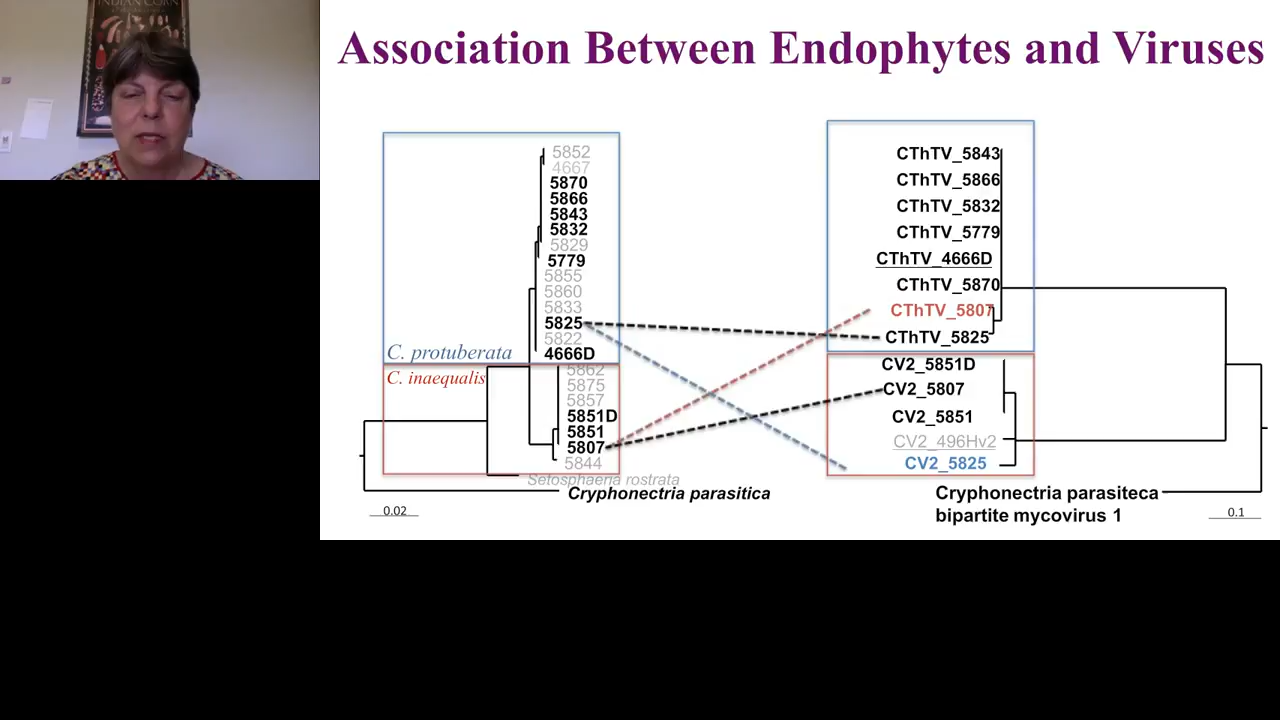 INDIAN CORN
Association Between Endophytes and Viruses
5852
4667
5870
5866
5843
5832
5829
5779
5855
5860
5833
5825
5822
4666D
C. protuberata
C. inaequalis
5862
5875
5857
5851D
5851
5807
5844
Setosphaeria rostrata
Cryphonectria parasitica
0.02
CThTV_5843
CThTV_5866
CThTV_5832
CThTV_5779
CThTV_4666D
CThTV_5870
CThTV_5807
CThTV_5825
CV2_5851D
CV2_5807
CV2_5851
CV2_496Hv2
CV2_5825
Cryphonectria parasiteca
bipartite mycovirus 1
0.1